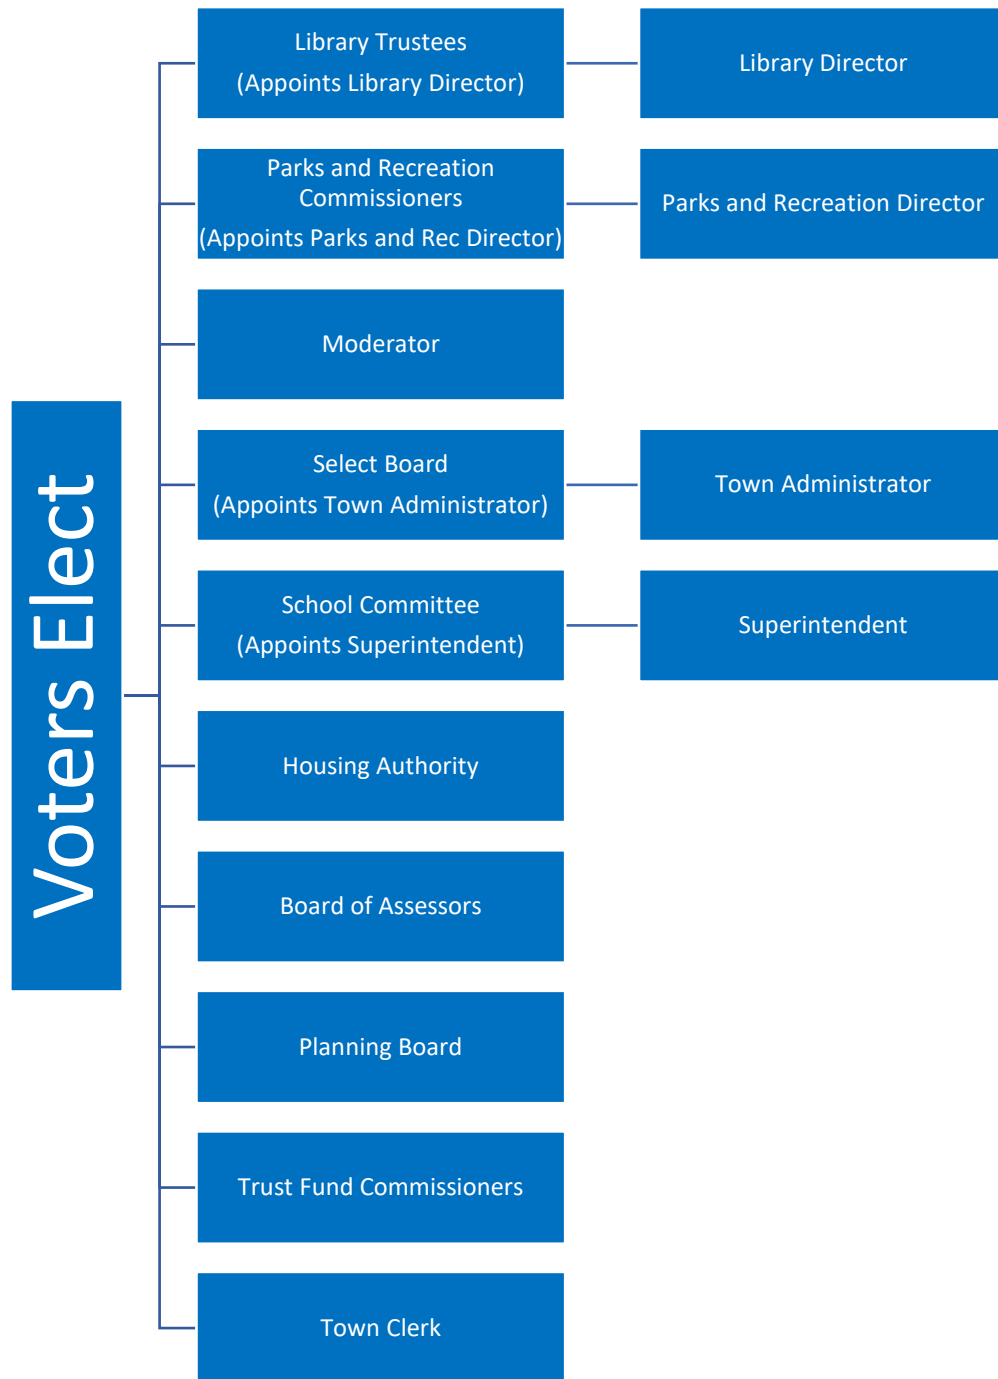 Voters Elect
Library Trustees
(Appoints Library Director)
Library Director
Parks and Recreation
Commissioners
(Appoints Parks and Rec Director)
Parks and Recreation Director
Moderator
Select Board
(Appoints Town Administrator)
Town Administrator
School Committee
(Appoints Superintendent)
Superintendent
Housing Authority
Board of Assessors
Planning Board
Trust Fund Commissioners
Town Clerk